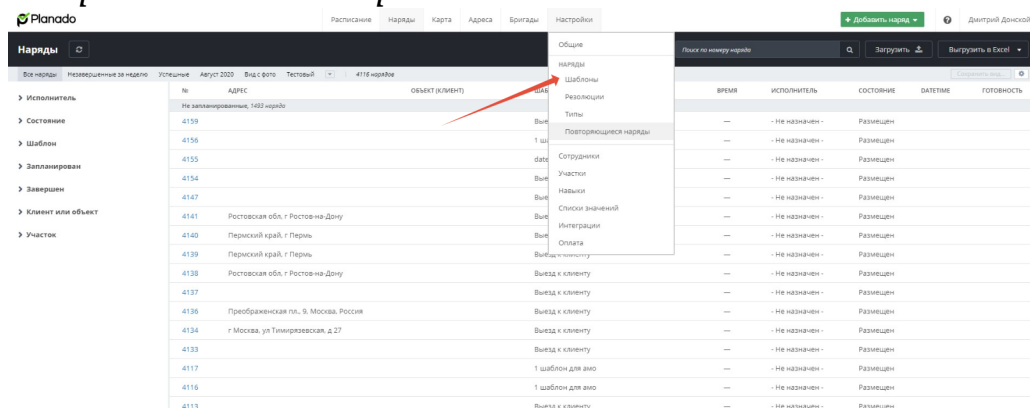 Planado Расписание Наряды Карта Адреса Бригады Настройки + Добавить наряд Дмитрий Донской
Наряды Поиск по номеру наряда Загрузить Выгрузить в Excel
Все наряды Незавершенные за неделю Успешные Август 2020 Вид с фото Тестовый 4116 нарядов Сохранить вид...
Исполнитель
Состояние
Шаблон
Запланирован
Завершен
Клиент или объект
Участок
Общие
НАРЯДЫ
Шаблоны
Резолюции
Типы
Повторяющиеся наряды
Сотрудники
Участки
Навыки
Списки значений
Интеграции
Оплата
№ АДРЕС ОБЪЕКТ (КЛИЕНТ) ВРЕМЯ ИСПОЛНИТЕЛЬ СОСТОЯНИЕ DATETIME ГОТОВНОСТЬ
Не запланированные, 1493 наряда
4159 Вые — - Не назначен - Размещен
4156 1 ша — - Не назначен - Размещен
4155 date — - Не назначен - Размещен
4154 Вые — - Не назначен - Размещен
4147 Вые — - Не назначен - Размещен
4141 Ростовская обл, г Ростов-на-Дону Вые — - Не назначен - Размещен
4140 Пермский край, г Пермь Вые — - Не назначен - Размещен
4139 Пермский край, г Пермь Выезд к клиенту — - Не назначен - Размещен
4138 Ростовская обл, г Ростов-на-Дону Выезд к клиенту — - Не назначен - Размещен
4137 Выезд к клиенту — - Не назначен - Размещен
4136 Преображенская пл., 9, Москва, Россия Выезд к клиенту — - Не назначен - Размещен
4134 г Москва, ул Тимирязевская, д 27 Выезд к клиенту — - Не назначен - Размещен
4133 Выезд к клиенту — - Не назначен - Размещен
4117 1 шаблон для амо — - Не назначен - Размещен
4116 1 шаблон для амо — - Не назначен - Размещен
4113 Выезд к клиенту — - Не назначен - Размещен